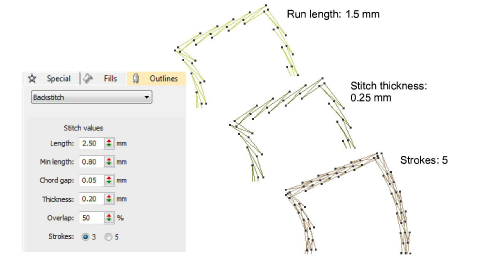 Run length: 1.5 mm
Special Fills Outlines
Backstitch
Stitch thickness:
0.25 mm
Stitch values
Length: 2.50 mm
Min length: 0.80 mm
Chord gap: 0.05 mm
Thickness: 0.20 mm
Overlap: 50 %
Strokes: 3 5
Strokes: 5